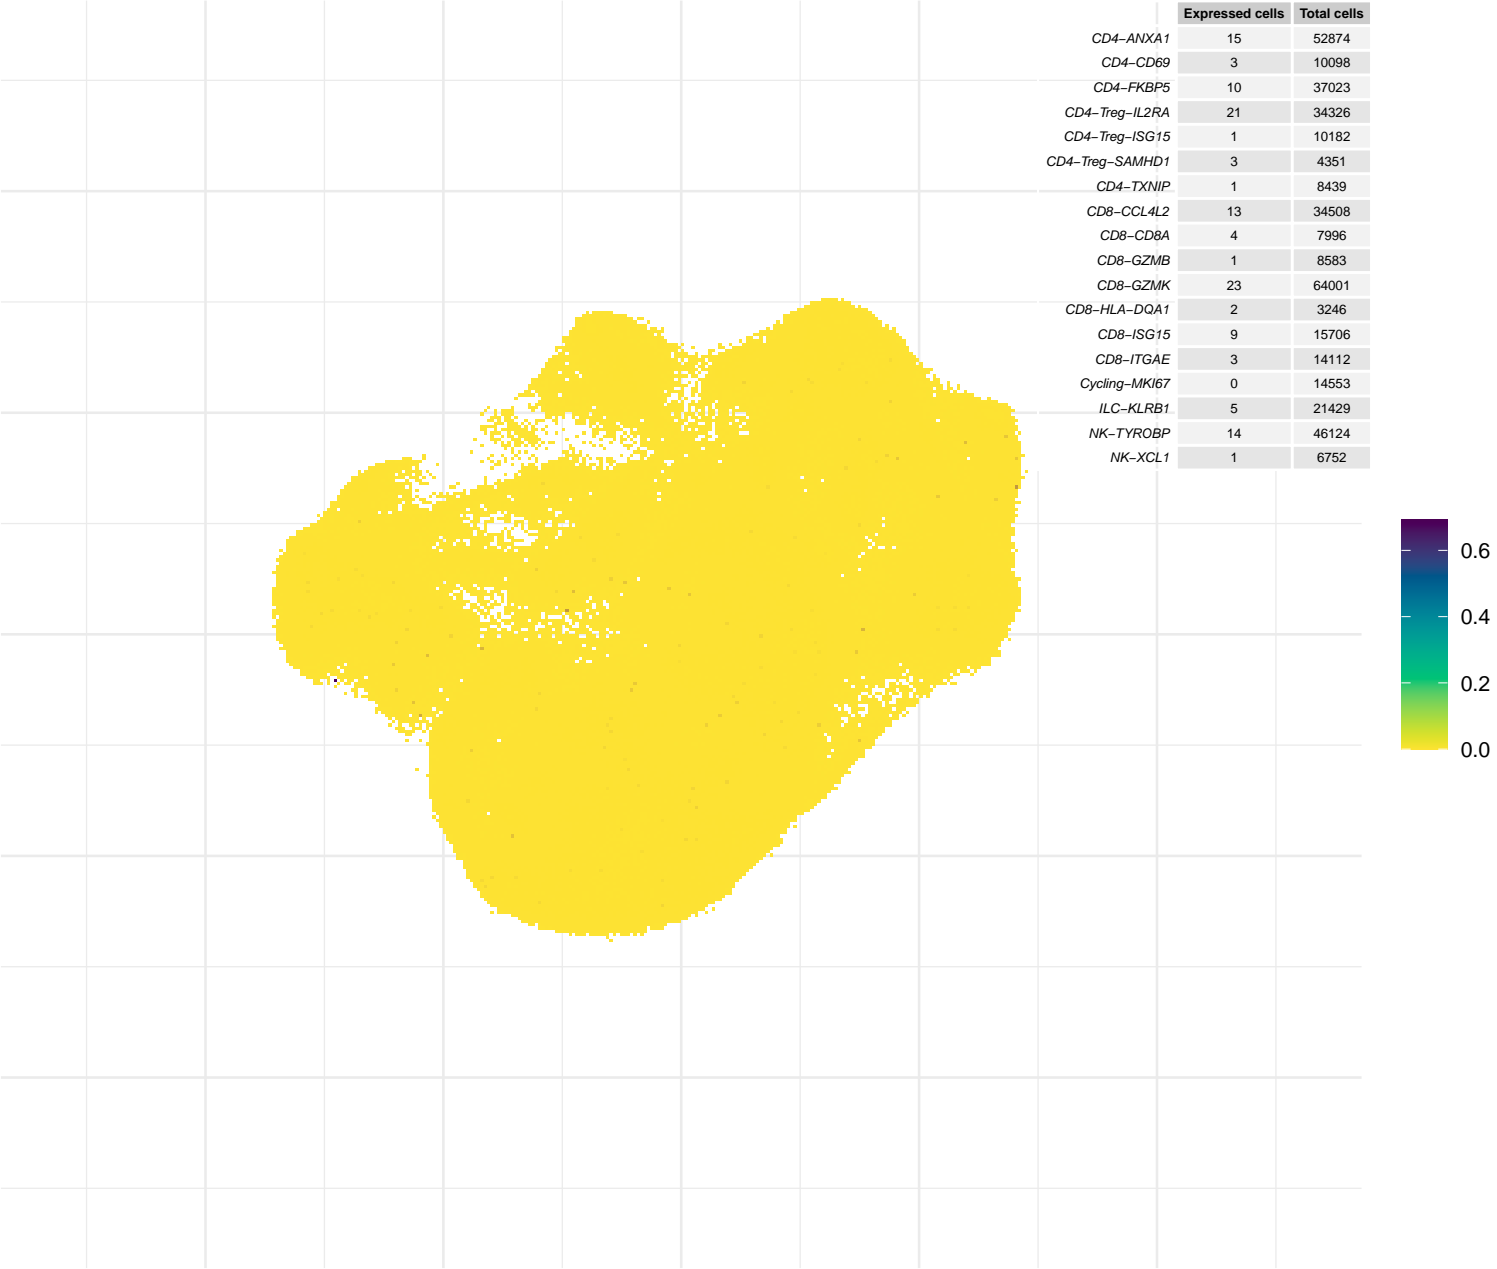 Expressed cells Total cells
CD4−ANXA1 15 52874
CD4−CD69 3 10098
CD4−FKBP5 10 37023
CD4−Treg−IL2RA 21 34326
CD4−Treg−ISG15 1 10182
CD4−Treg−SAMHD1 3 4351
CD4−TXNIP 1 8439
CD8−CCL4L2 13 34508
CD8−CD8A 4 7996
CD8−GZMB 1 8583
CD8−GZMK 23 64001
CD8−HLA−DQA1 2 3246
CD8−ISG15 9 15706
CD8−ITGAE 3 14112
Cycling−MKI67 0 14553
ILC−KLRB1 5 21429
NK−TYROBP 14 46124
NK−XCL1 1 6752
0.6
0.4
0.2
0.0